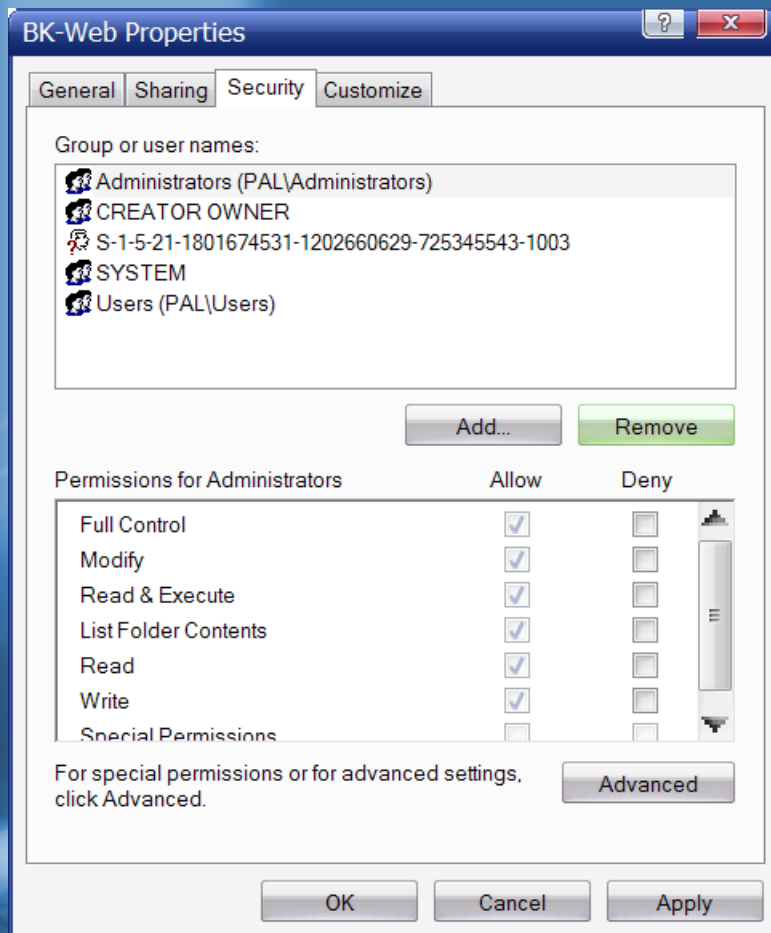 BK-Web Properties
?
X
General Sharing Security Customize
Group or user names:
Administrators (PAL\Administrators)
CREATOR OWNER
S-1-5-21-1801674531-1202660629-725345543-1003
SYSTEM
Users (PAL\Users)
Add... Remove
Permissions for Administrators Allow Deny
Full Control
Modify
Read & Execute
List Folder Contents
Read
Write
Special Permissions
For special permissions or for advanced settings,
click Advanced.
Advanced
OK Cancel Apply